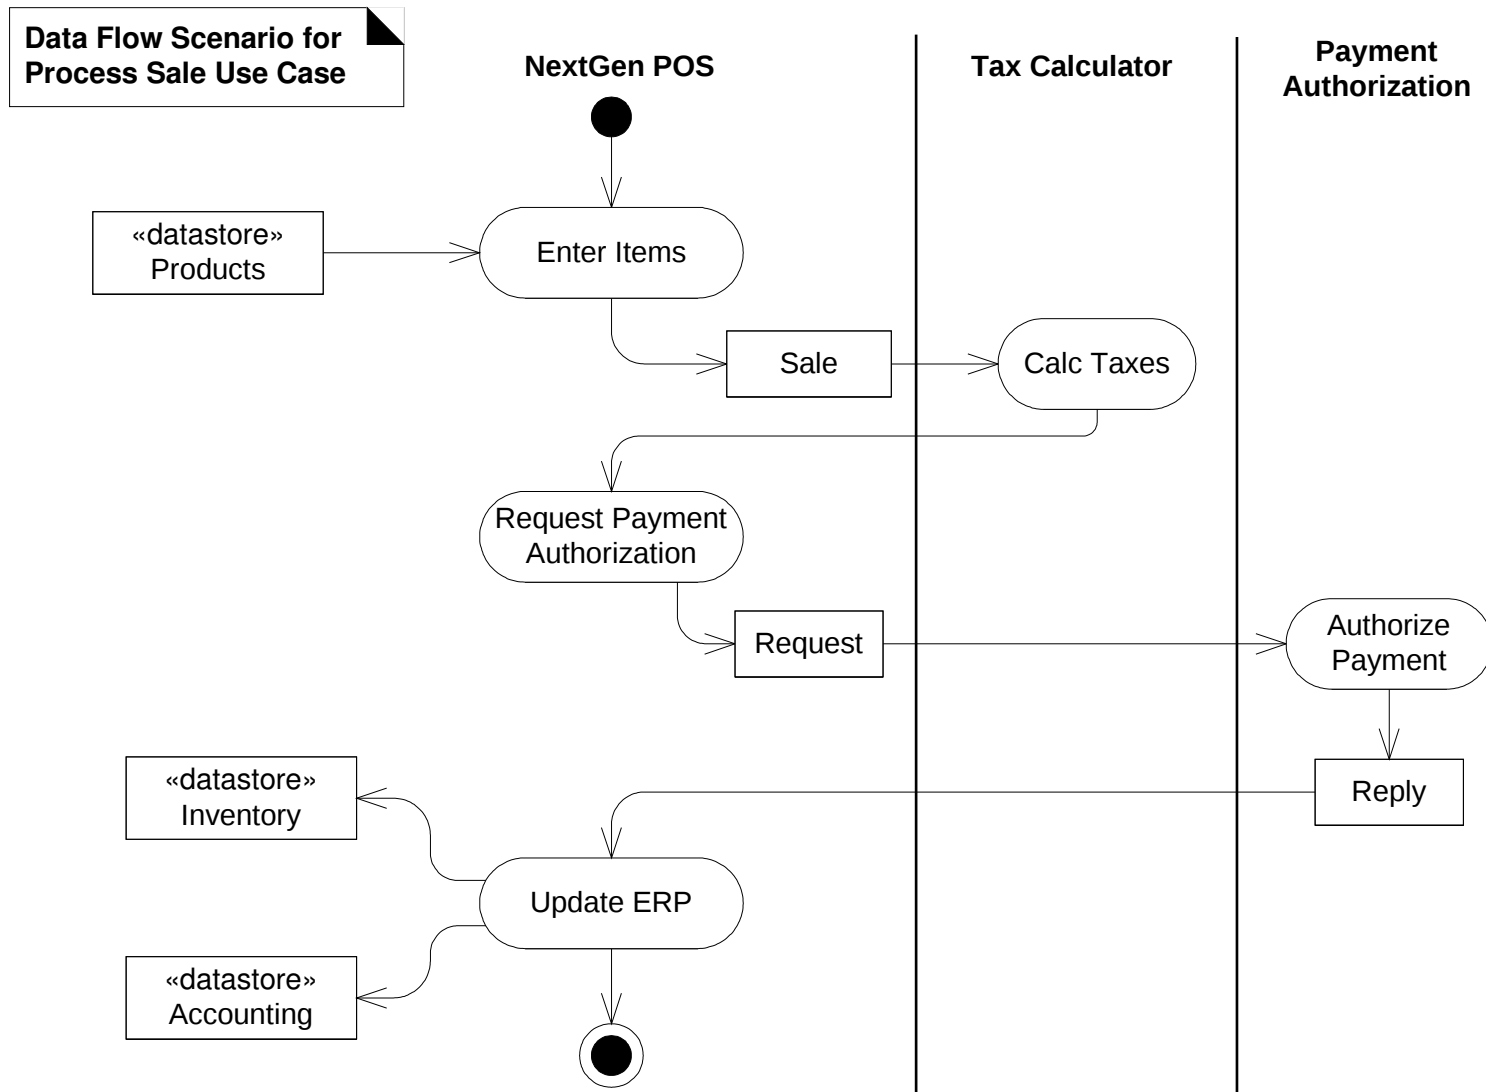 Data Flow Scenario for
Process Sale Use Case
NextGen POS
Tax Calculator
Payment
Authorization
«datastore»
Products
Enter Items
Sale
Calc Taxes
Request Payment
Authorization
Request
Authorize
Payment
«datastore»
Inventory
Reply
Update ERP
«datastore»
Accounting